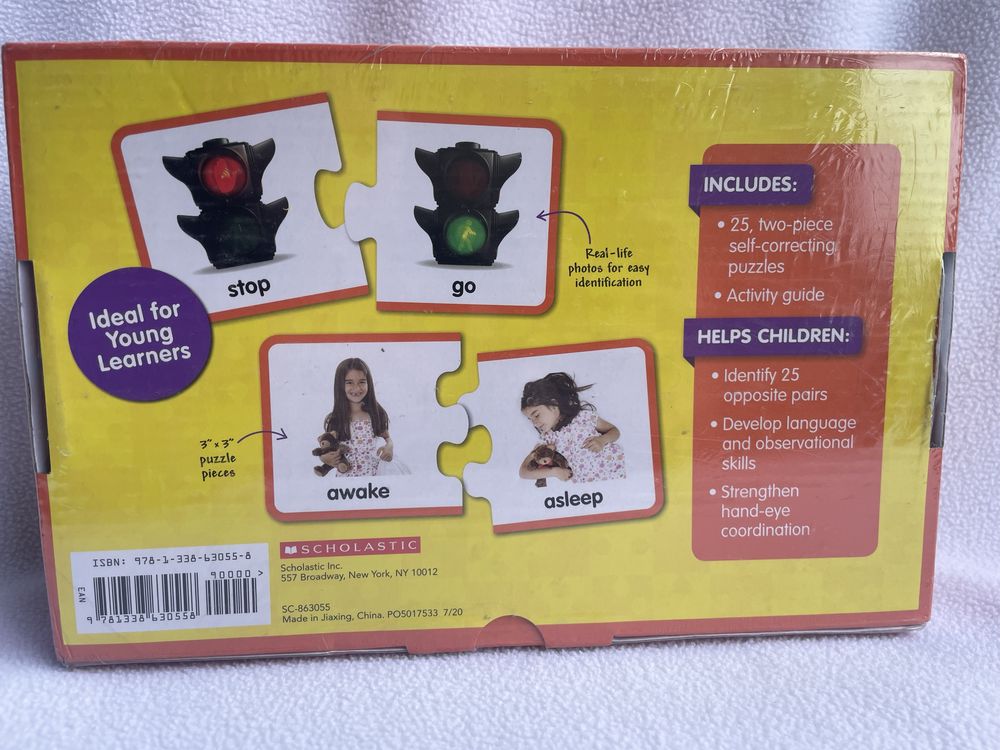 stop
go
Real-life
photos for easy
identification
Ideal for
Young
Learners
3" x 3"
puzzle
pieces
awake
asleep
INCLUDES:
• 25, two-piece
self-correcting
puzzles
• Activity guide
HELPS CHILDREN:
• Identify 25
opposite pairs
• Develop language
and observational
skills
• Strengthen
hand-eye
coordination
ISBN: 978-1-338-63055-8
90000 >
EAN
9 781338 630558
SCHOLASTIC
Scholastic Inc.
557 Broadway, New York, NY 10012
SC-863055
Made in Jiaxing, China. PO5017533 7/20